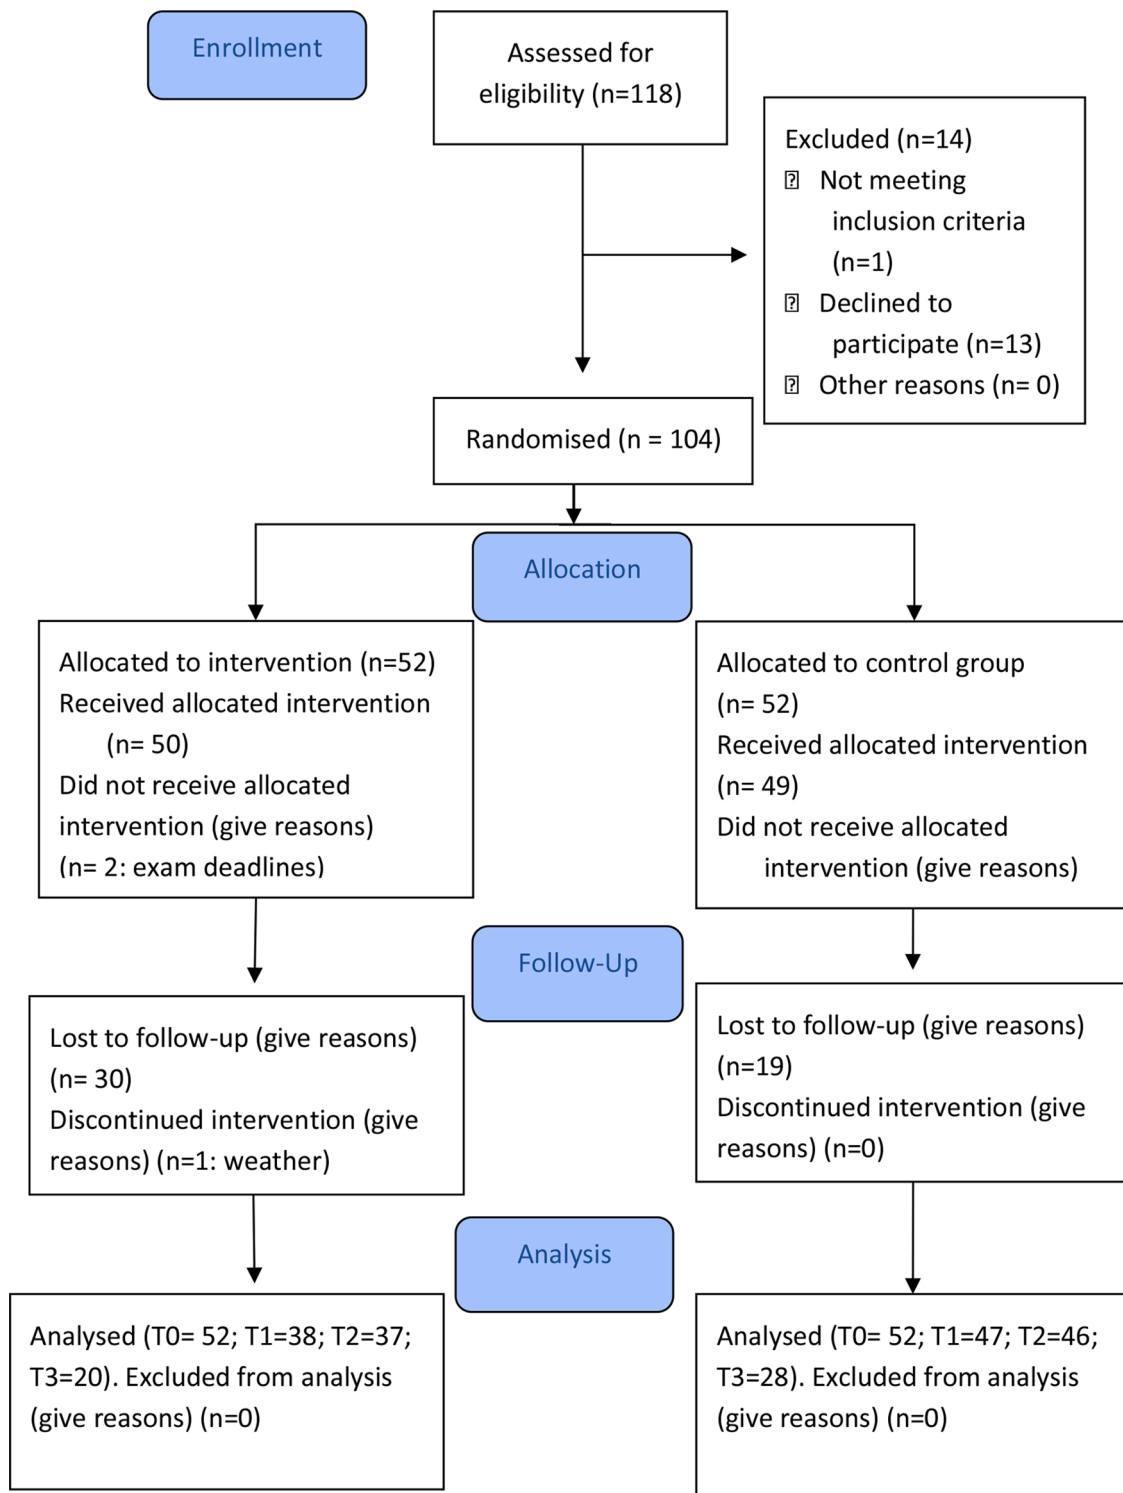 Enrollment
Assessed for
eligibility (n=118)
Excluded (n=14)
Not meeting
inclusion criteria
(n=1)
Declined to
participate (n=13)
Other reasons (n= 0)
Randomised (n = 104)
Allocation
Allocated to intervention (n=52)
Received allocated intervention
(n= 50)
Did not receive allocated
intervention (give reasons)
(n= 2: exam deadlines)
Allocated to control group
(n= 52)
Received allocated intervention
(n= 49)
Did not receive allocated
intervention (give reasons)
Follow-Up
Lost to follow-up (give reasons)
(n= 30)
Discontinued intervention (give
reasons) (n=1: weather)
Lost to follow-up (give reasons)
(n=19)
Discontinued intervention (give
reasons) (n=0)
Analysis
Analysed (T0= 52; T1=38; T2=37;
T3=20). Excluded from analysis
(give reasons) (n=0)
Analysed (T0= 52; T1=47; T2=46;
T3=28). Excluded from analysis
(give reasons) (n=0)